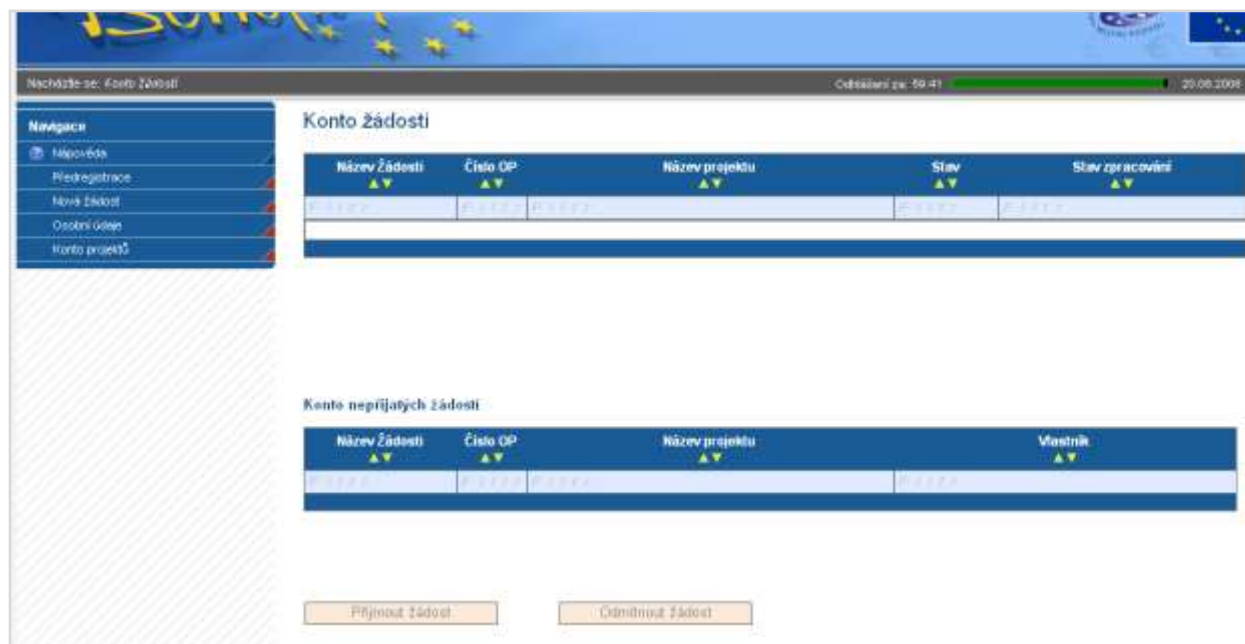 Nacházíte se: Konto žádostí
Odhlášení za: 59:41
20.06.2008
Navigace
Nápověda
Předregistrace
Nová žádost
Osobní údaje
Konto projektů
Konto žádostí
Název Žádosti Číslo OP Název projektu Stav Stav zpracování
Konto nepřijatých žádostí
Název Žádosti Číslo OP Název projektu Vlastník
Přijmout žádost Odmítnout žádost